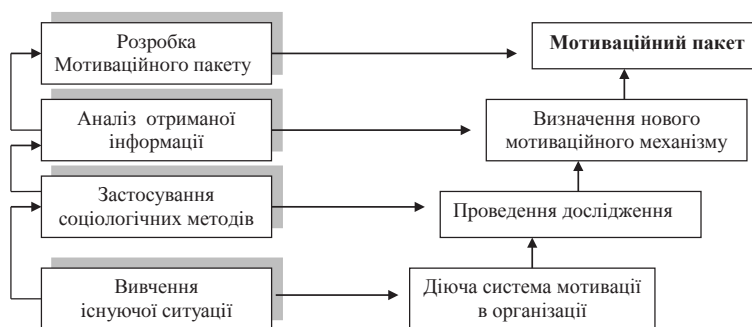 Розробка
Мотиваційного пакету
Мотиваційний пакет
Аналіз отриманої
інформації
Визначення нового
мотиваційного механізму
Застосування
соціологічних методів
Проведення дослідження
Вивчення
існуючої ситуації
Діюча система мотивації
в організації